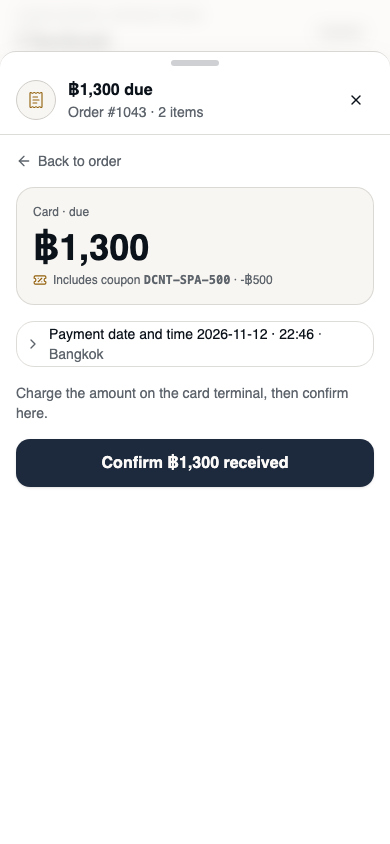 ฿1,300 due
Order #1043 · 2 items
Back to order
Card · due
฿1,300
Includes coupon DCNT-SPA-500 · -฿500
Payment date and time 2026-11-12 · 22:46 ·
Bangkok
Charge the amount on the card terminal, then confirm
here.
Confirm ฿1,300 received